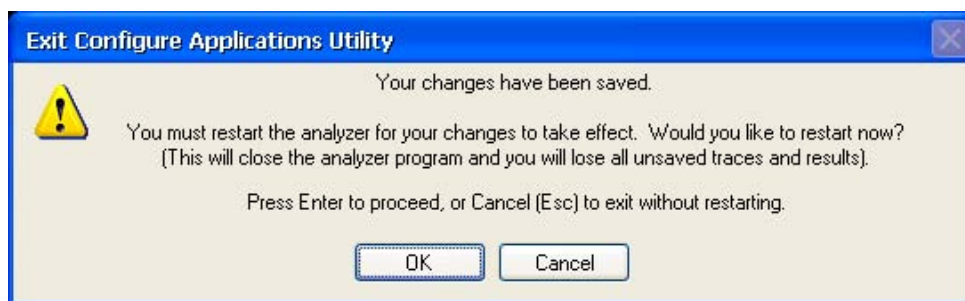 Exit Configure Applications Utility
Your changes have been saved.
You must restart the analyzer for your changes to take effect. Would you like to restart now?
(This will close the analyzer program and you will lose all unsaved traces and results).
Press Enter to proceed, or Cancel (Esc) to exit without restarting.
OK
Cancel